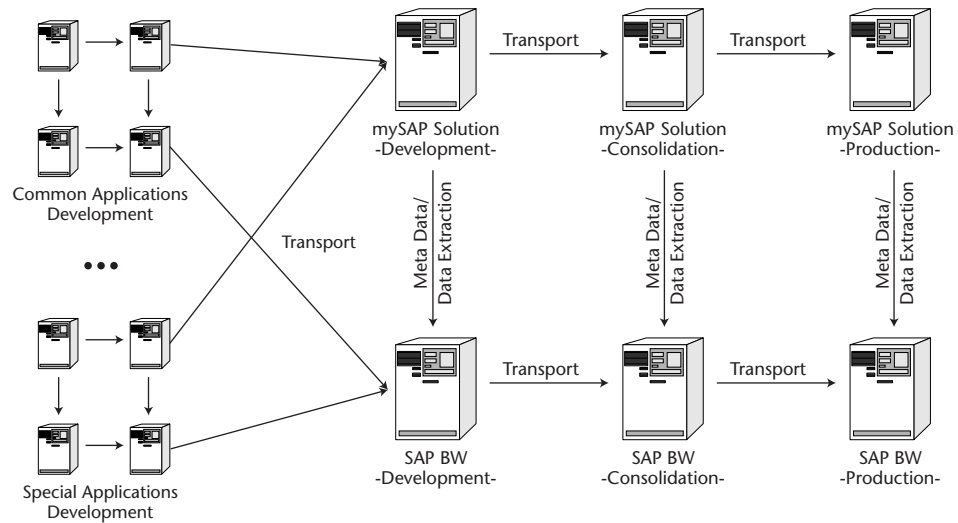 Transport
Transport
mySAP Solution
-Development-
mySAP Solution
-Consolidation-
mySAP Solution
-Production-
Common Applications
Development
Transport
Meta Data/
Data Extraction
Meta Data/
Data Extraction
Meta Data/
Data Extraction
Transport
Transport
SAP BW
-Development-
SAP BW
-Consolidation-
SAP BW
-Production-
Special Applications
Development